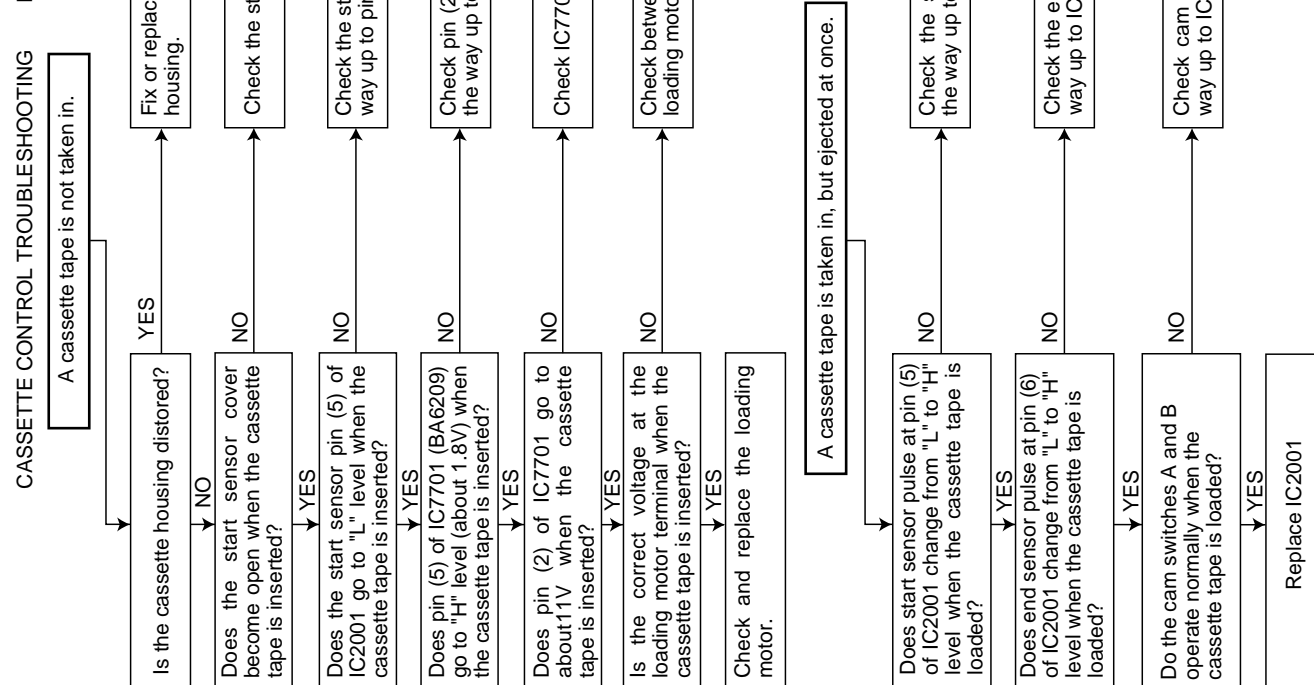 CASSETTE CONTROL TROUBLESHOOTING
A cassette tape is not taken in.
Is the cassette housing distored?
YES
Fix or replac
housing.
NO
Does the start sensor cover
become open when the cassette
tape is inserted?
NO
Check the st
YES
Does the start sensor pin (5) of
IC2001 go to "L" level when the
cassette tape is inserted?
NO
Check the st
way up to pin
YES
Does pin (5) of IC7701 (BA6209)
go to "H" level (about 1.8V) when
the cassette tape is inserted?
NO
Check pin (2
the way up to
YES
Does pin (2) of IC7701 go to
about11V when the cassette
tape is inserted?
NO
Check IC7701
YES
Is the correct voltage at the
loading motor terminal when the
cassette tape is inserted?
NO
Check betwe
loading moto
YES
Check and replace the loading
motor.
A cassette tape is taken in, but ejected at once.
Does start sensor pulse at pin (5)
of IC2001 change from "L" to "H"
level when the cassette tape is
loaded?
NO
Check the s
the way up to
YES
Does end sensor pulse at pin (6)
of IC2001 change from "L" to "H"
level when the cassette tape is
loaded?
NO
Check the e
way up to IC
YES
Do the cam switches A and B
operate normally when the
cassette tape is loaded?
NO
Check cam
way up to IC
YES
Replace IC2001